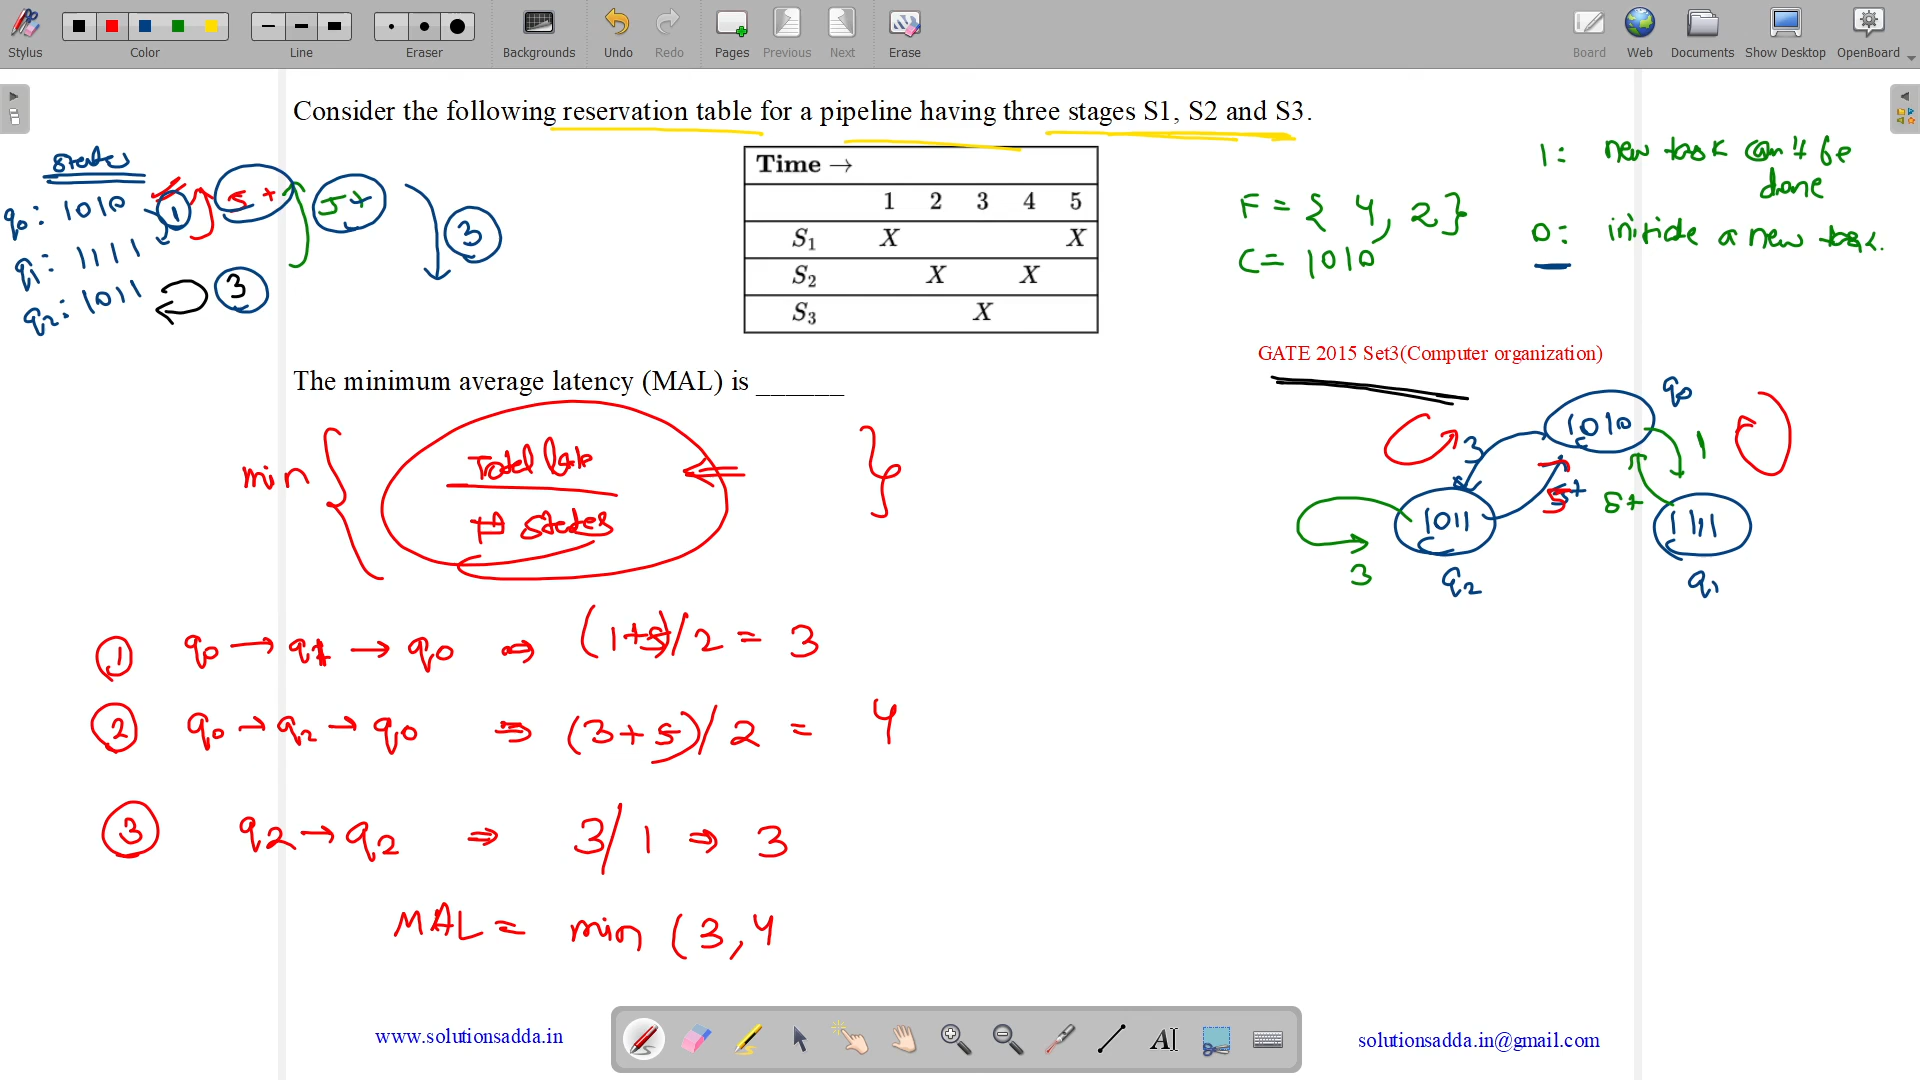 Stylus
Color
Line
Eraser
Backgrounds
Undo
Redo
Pages
Previous
Next
Erase
Board
Web
Documents
Show Desktop
OpenBoard
Consider the following reservation table for a pipeline having three stages S1, S2 and S3.
states
q0: 1010 1 5+ 5+
3
q1: 1111
q2: 1011 3
Time →
1 2 3 4 5
S1 X X
S2 X X
S3 X
F = { 4, 2 }
C = 1010
1: new task can't be
done
0: initiate a new task.
GATE 2015 Set3(Computer organization)
The minimum average latency (MAL) is ______
min { Total late / # states }
q0
1010
3
1
5+
5+
1011
1111
3
q2
q1
1 q0 → q1 → q0 ⇒ (1+5)/2 = 3
2 q0 → q2 → q0 ⇒ (3+5)/2 = 4
3 q2 → q2 ⇒ 3/1 ⇒ 3
MAL = min (3, 4
www.solutionsadda.in
solutionsadda.in@gmail.com